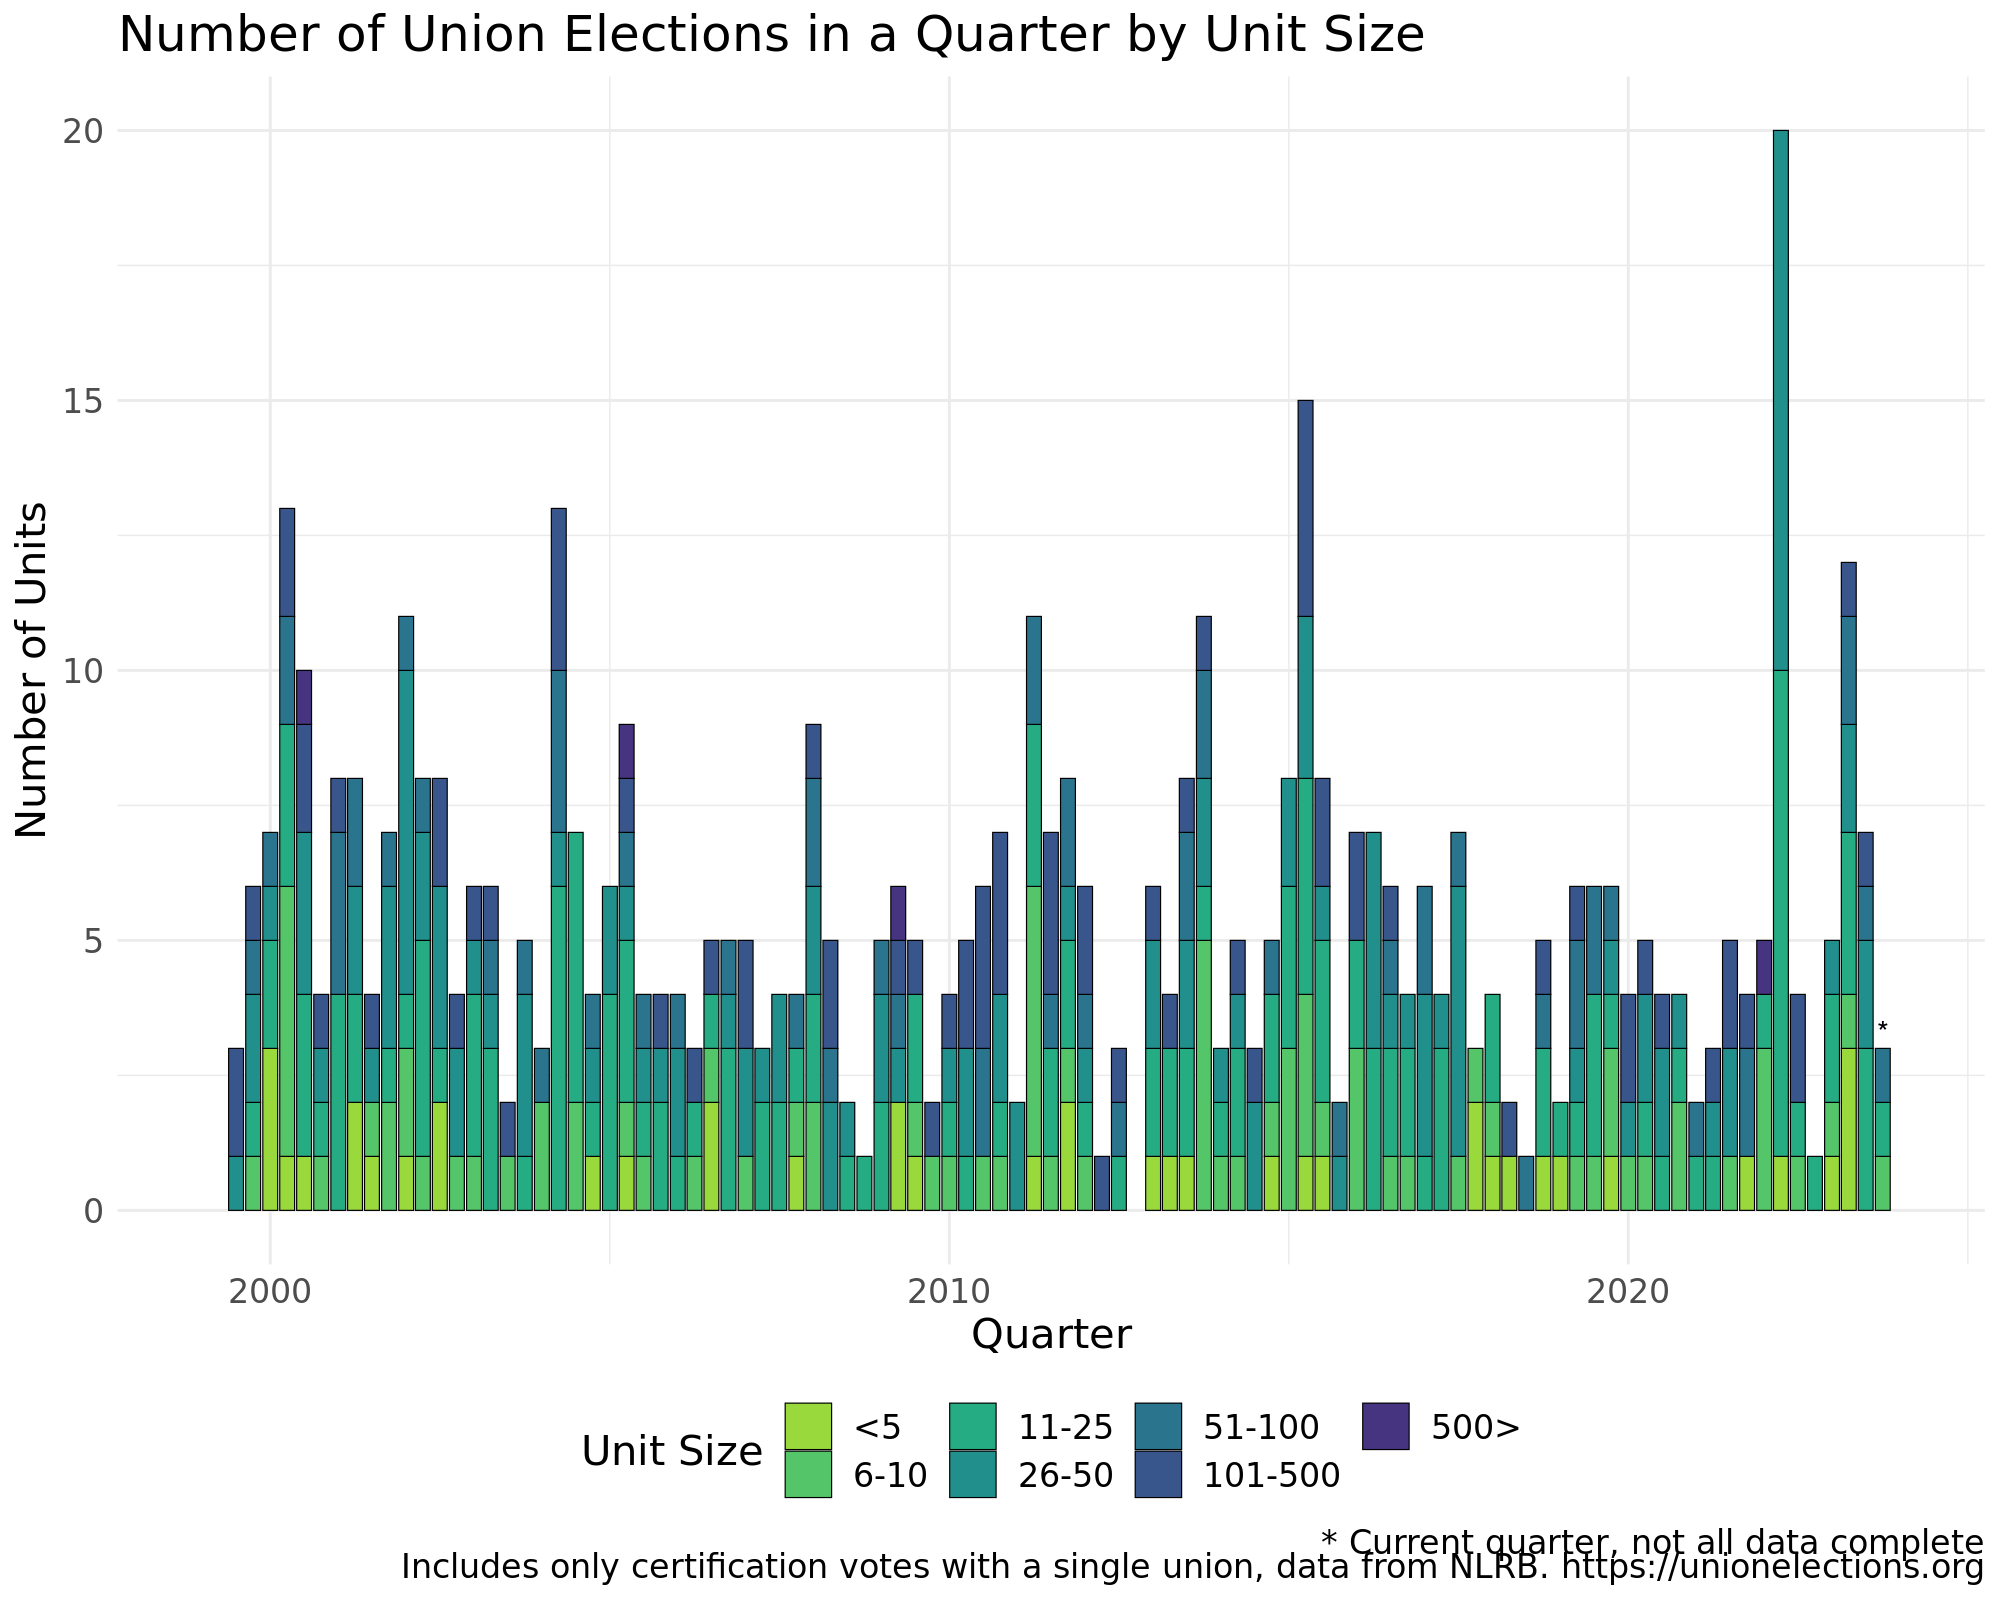 Number of Union Elections in a Quarter by Unit Size
Number of Units
20
15
10
5
0
*
2000
2010
2020
Quarter
Unit Size
<5
11-25
51-100
500>
6-10
26-50
101-500
* Current quarter, not all data complete
Includes only certification votes with a single union, data from NLRB. https://unionelections.org